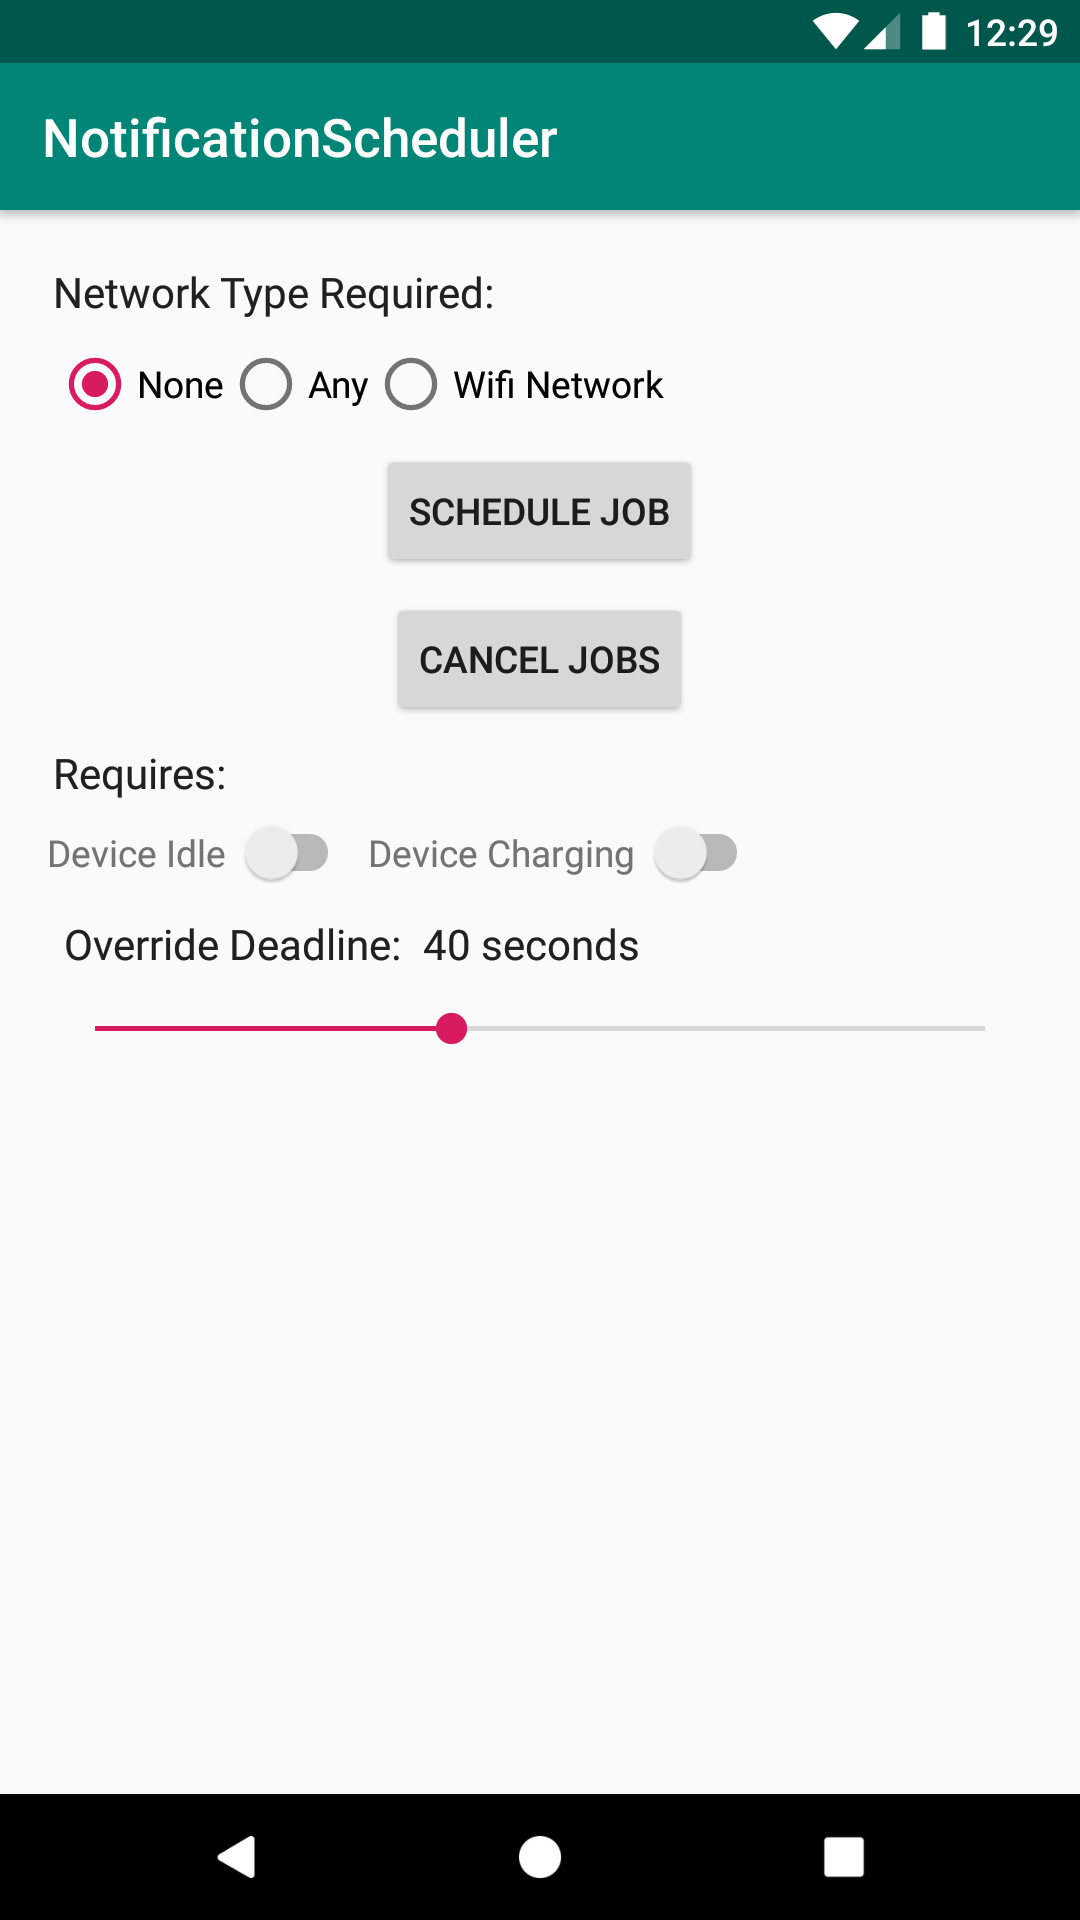 12:29
NotificationScheduler
Network Type Required:
None Any Wifi Network
SCHEDULE JOB
CANCEL JOBS
Requires:
Device Idle Device Charging
Override Deadline: 40 seconds